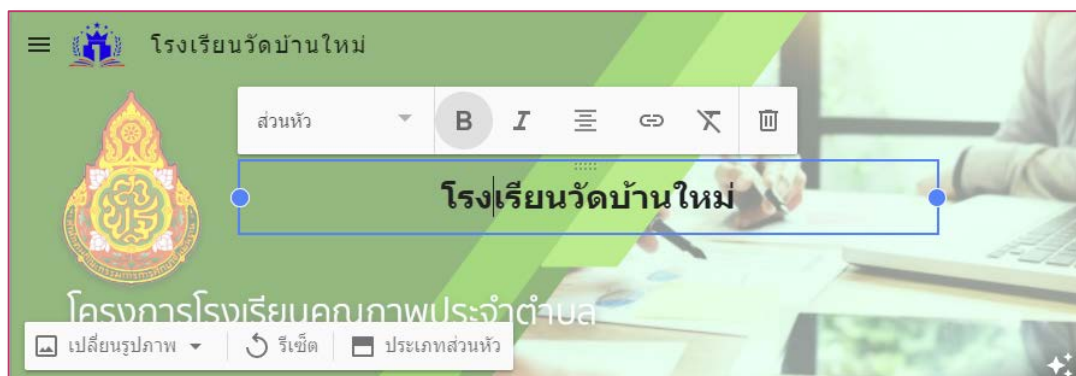 โรงเรียนวัดบ้านใหม่
ส่วนหัว
B I
โรงเรียนวัดบ้านใหม่
โครงการโรงเรียนคุณภาพประจำตำบล
เปลี่ยนรูปภาพ รีเซ็ต ประเภทส่วนหัว